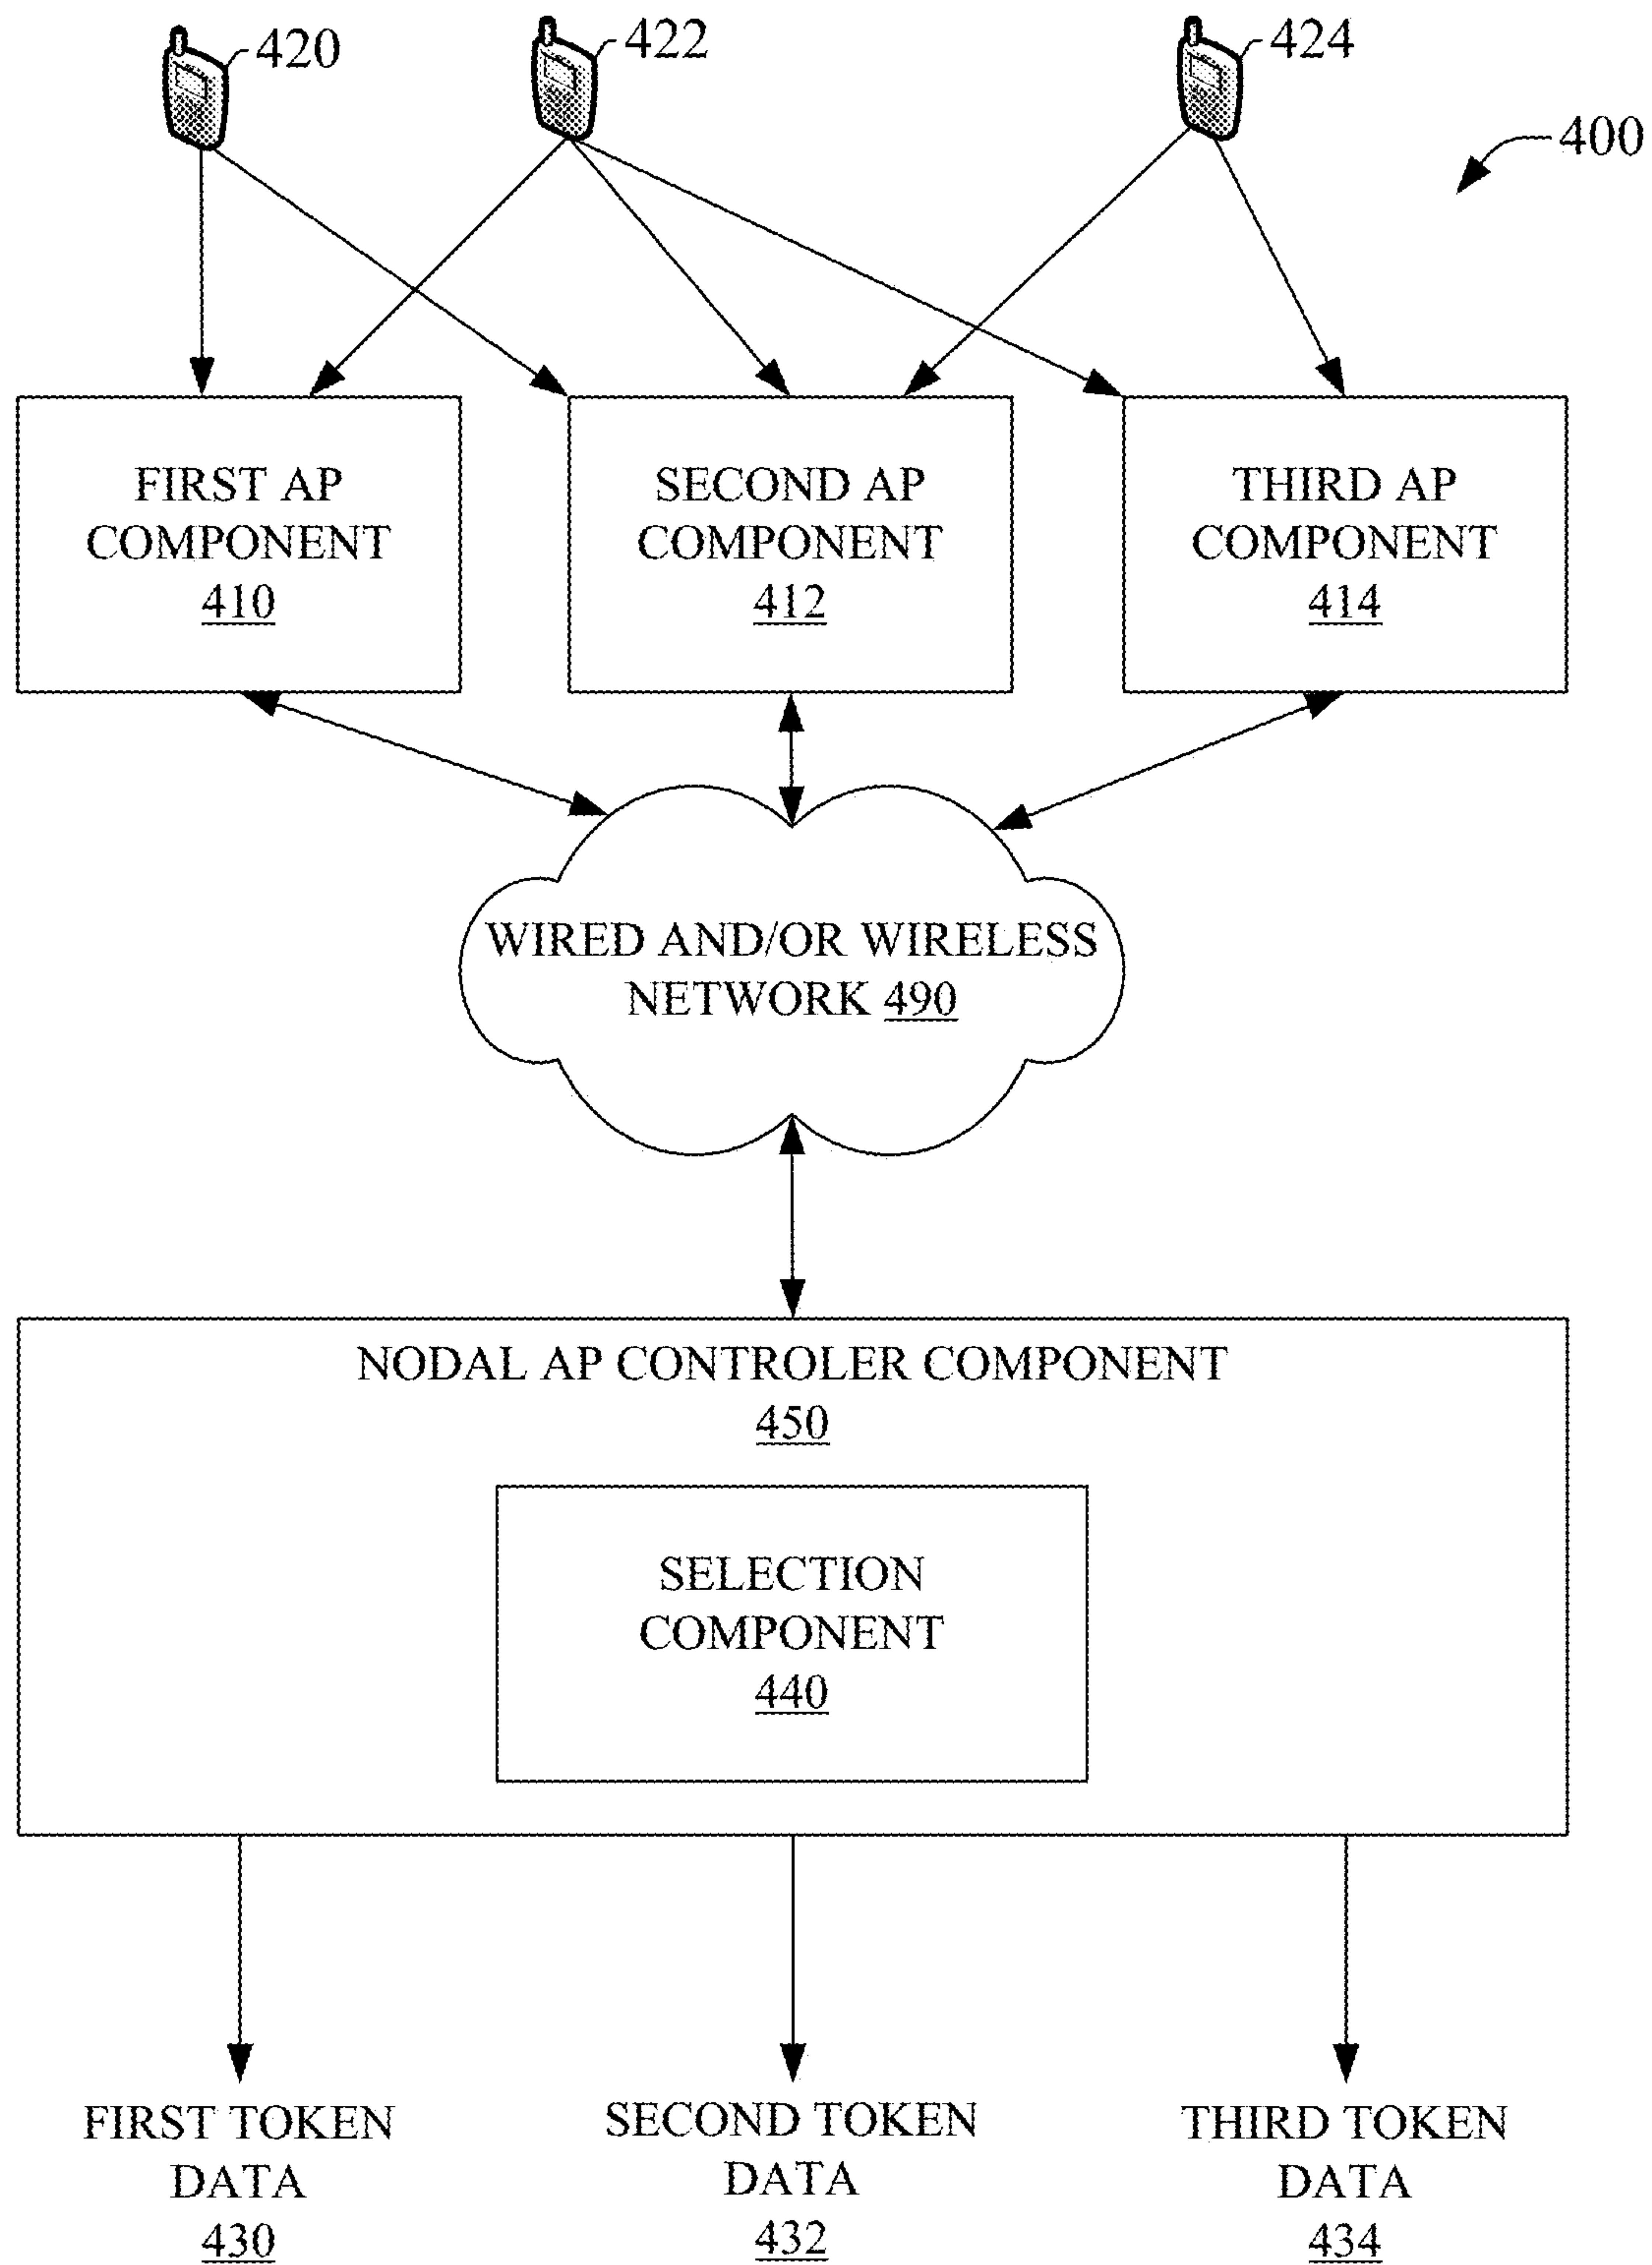 420
422
424
400
FIRST AP
COMPONENT
410
SECOND AP
COMPONENT
412
THIRD AP
COMPONENT
414
WIRED AND/OR WIRELESS
NETWORK 490
NODAL AP CONTROLER COMPONENT
450
SELECTION
COMPONENT
440
FIRST TOKEN
DATA
430
SECOND TOKEN
DATA
432
THIRD TOKEN
DATA
434